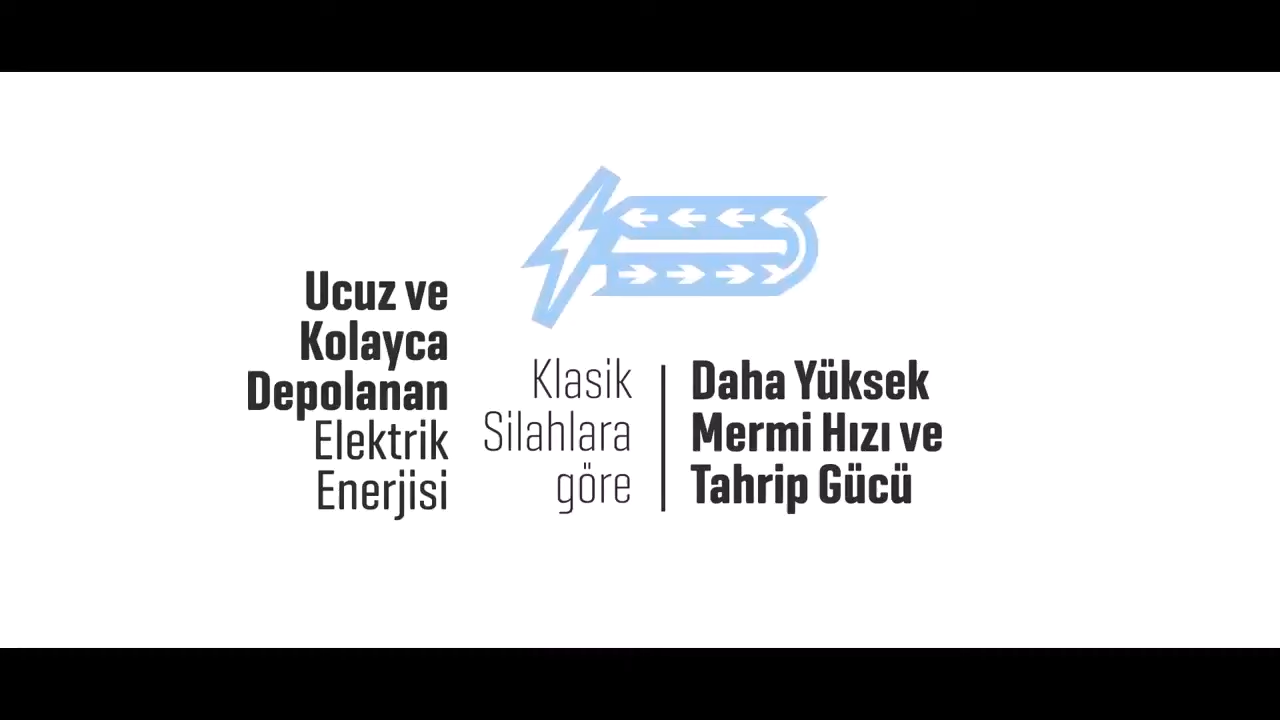 Ucuz ve
Kolayca
Depolanan
Elektrik
Enerjisi
Klasik
Silahlara
göre
Daha Yüksek
Mermi Hızı ve
Tahrip Gücü